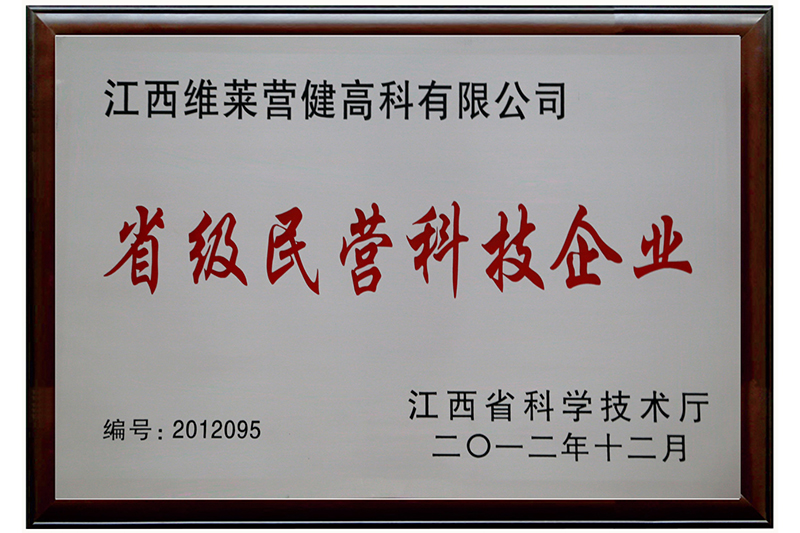 江西维莱营健高科有限公司
省级民营科技企业
江西省科学技术厅
编号：2012095
二〇一二年十二月